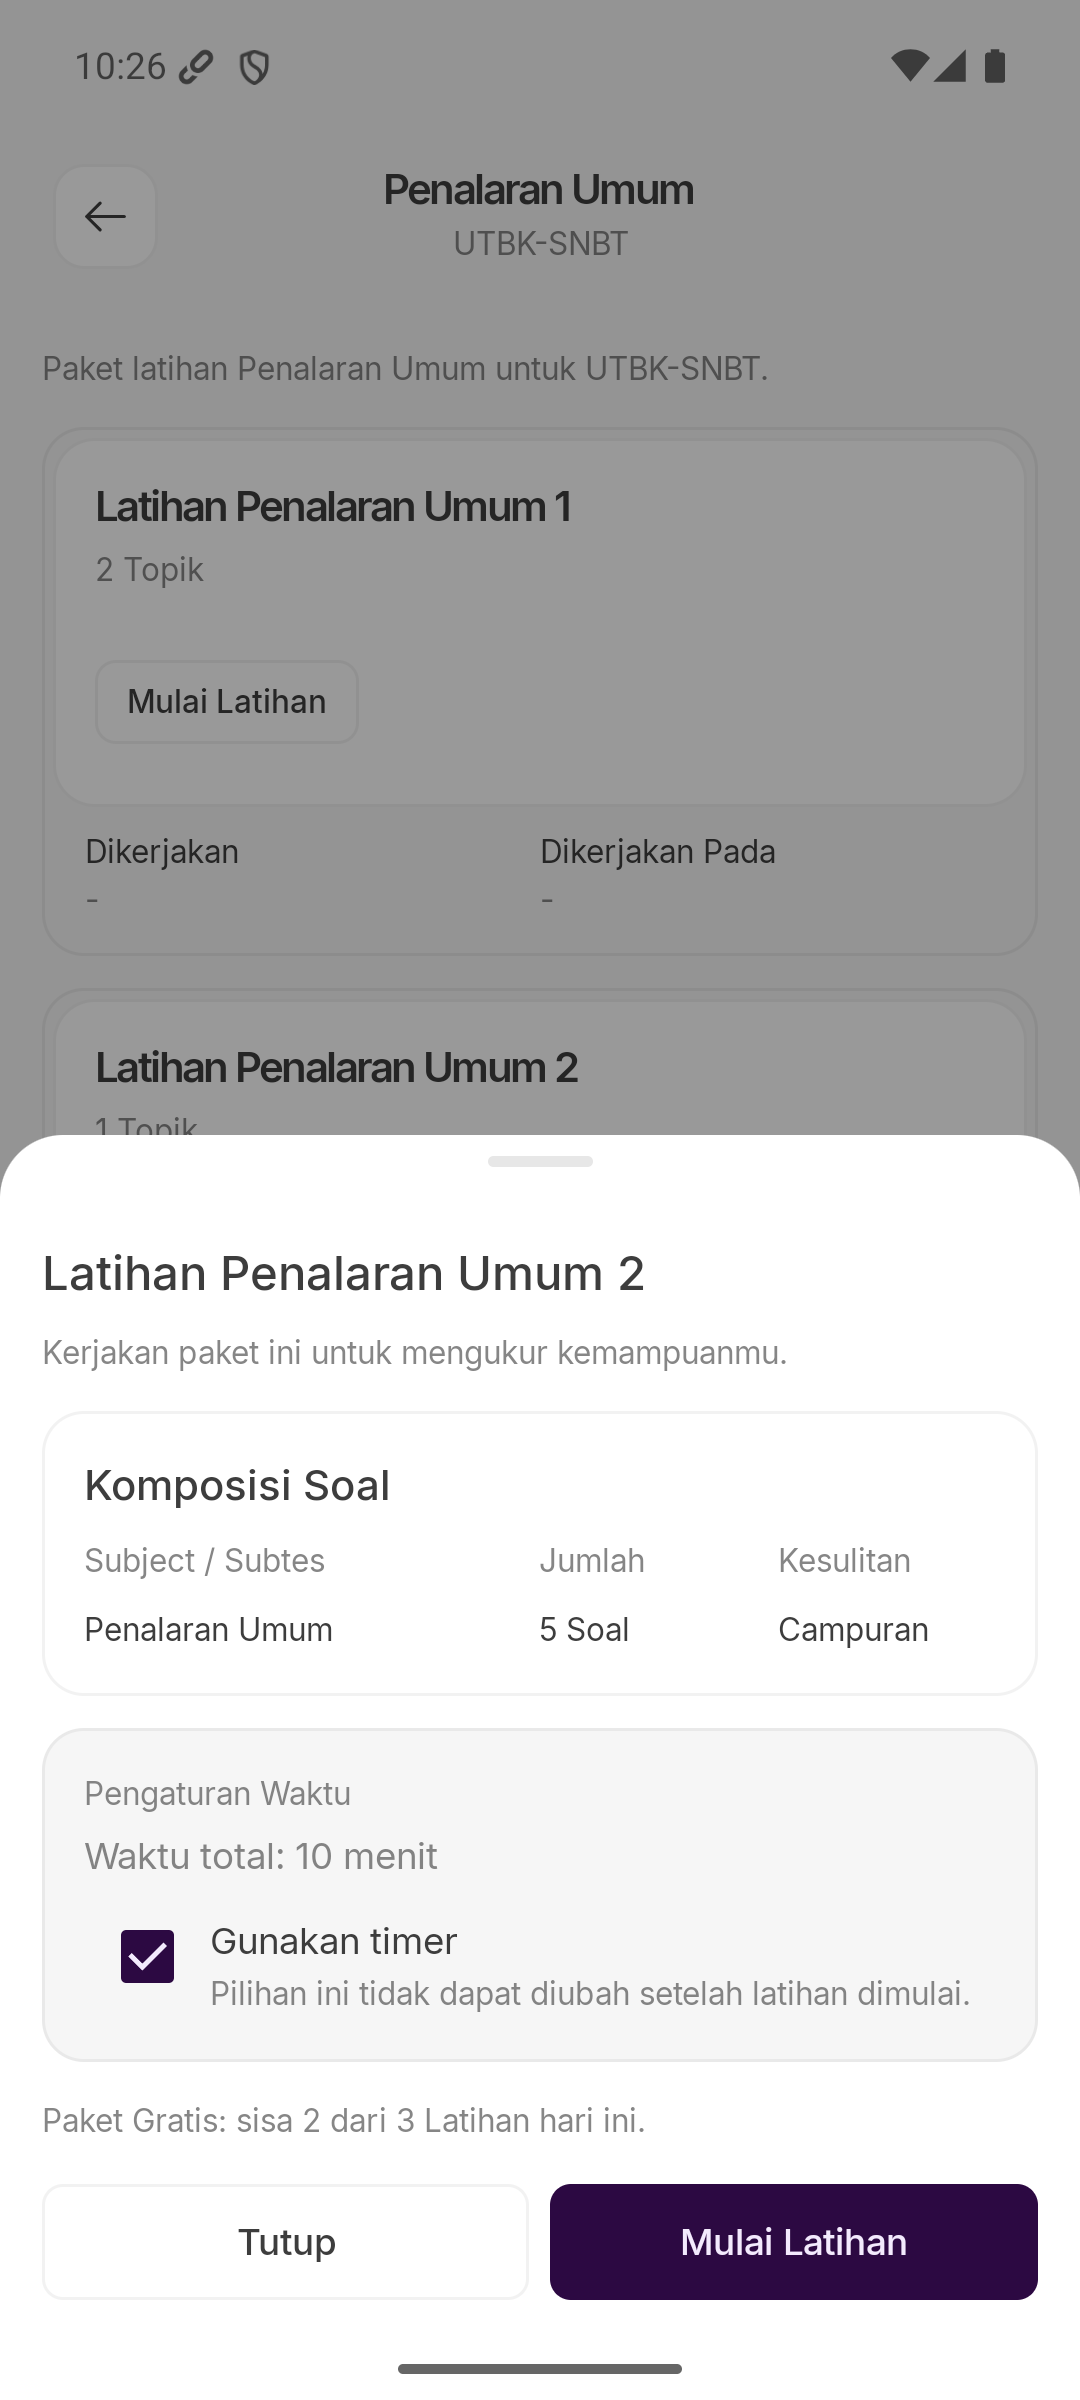 10:26
Penalaran Umum
UTBK-SNBT
Paket latihan Penalaran Umum untuk UTBK-SNBT.
Latihan Penalaran Umum 1
2 Topik
Mulai Latihan
Dikerjakan Dikerjakan Pada
- -
Latihan Penalaran Umum 2
1 Topik
Latihan Penalaran Umum 2
Kerjakan paket ini untuk mengukur kemampuanmu.
Komposisi Soal
Subject / Subtes Jumlah Kesulitan
Penalaran Umum 5 Soal Campuran
Pengaturan Waktu
Waktu total: 10 menit
Gunakan timer
Pilihan ini tidak dapat diubah setelah latihan dimulai.
Paket Gratis: sisa 2 dari 3 Latihan hari ini.
Tutup Mulai Latihan